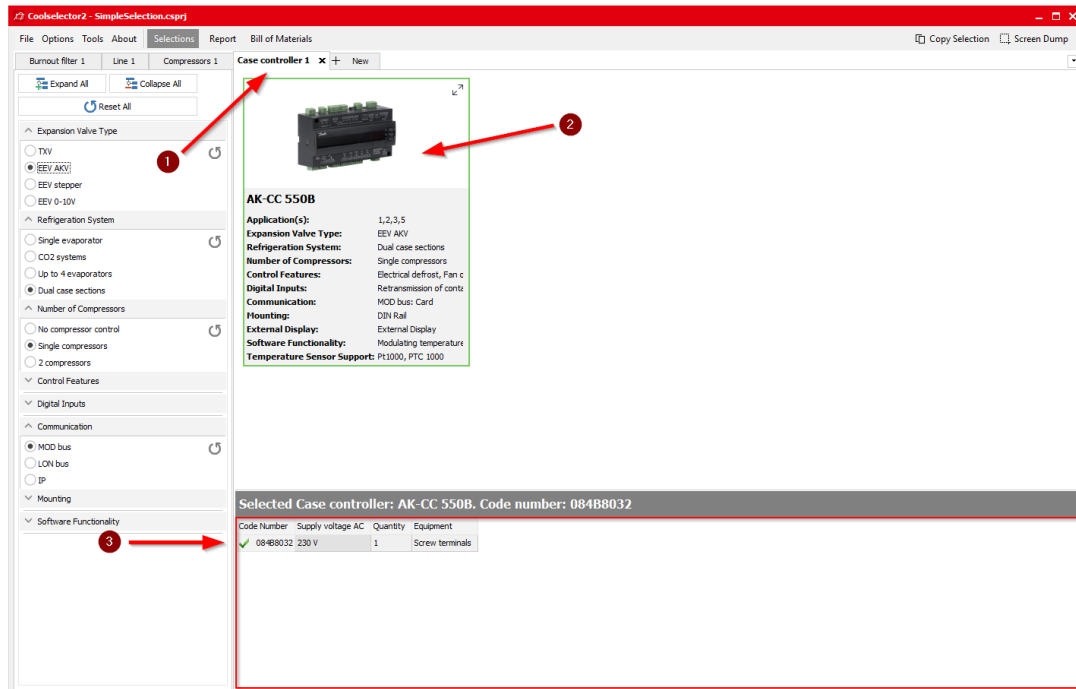 Coolselector2 - SimpleSelection.csprj
File Options Tools About Selections Report Bill of Materials Copy Selection Screen Dump
Burnout filter 1 Line 1 Compressors 1 Case controller 1 x + New
Expand All Collapse All
Reset All
Expansion Valve Type
TXV
EEV AKV
EEV stepper
EEV 0-10V
Refrigeration System
Single evaporator
CO2 systems
Up to 4 evaporators
Dual case sections
Number of Compressors
No compressor control
Single compressors
2 compressors
Control Features
Digital Inputs
Communication
MOD bus
LON bus
IP
Mounting
Software Functionality
1
2
3
AK-CC 550B
Application(s): 1,2,3,5
Expansion Valve Type: EEV AKV
Refrigeration System: Dual case sections
Number of Compressors: Single compressors
Control Features: Electrical defrost, Fan
Digital Inputs: Retransmission of
Communication: MOD bus: Card
Mounting: DIN Rail
External Display: External Display
Software Functionality: Modulating temperature
Temperature Sensor Support: Pt1000, PTC 1000
Selected Case controller: AK-CC 550B. Code number: 084B8032
Code Number Supply voltage AC Quantity Equipment
084B8032 230 V 1 Screw terminals